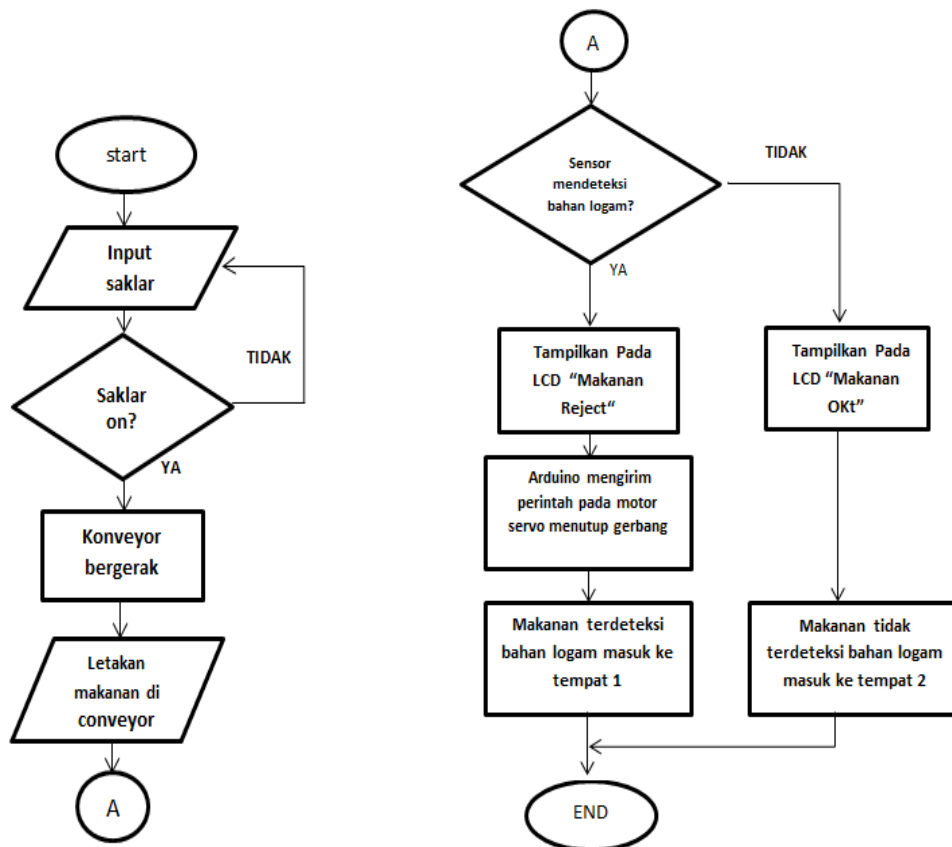 start
Input
saklar
TIDAK
Saklar
on?
YA
Konveyor
bergerak
Letakan
makanan di
conveyor
A
A
Sensor
mendeteksi
bahan logam?
TIDAK
YA
Tampilkan Pada
LCD “Makanan
Reject“
Arduino mengirim
perintah pada motor
servo menutup gerbang
Makanan terdeteksi
bahan logam masuk ke
tempat 1
Tampilkan Pada
LCD “Makanan
OKt”
Makanan tidak
terdeteksi bahan logam
masuk ke tempat 2
END